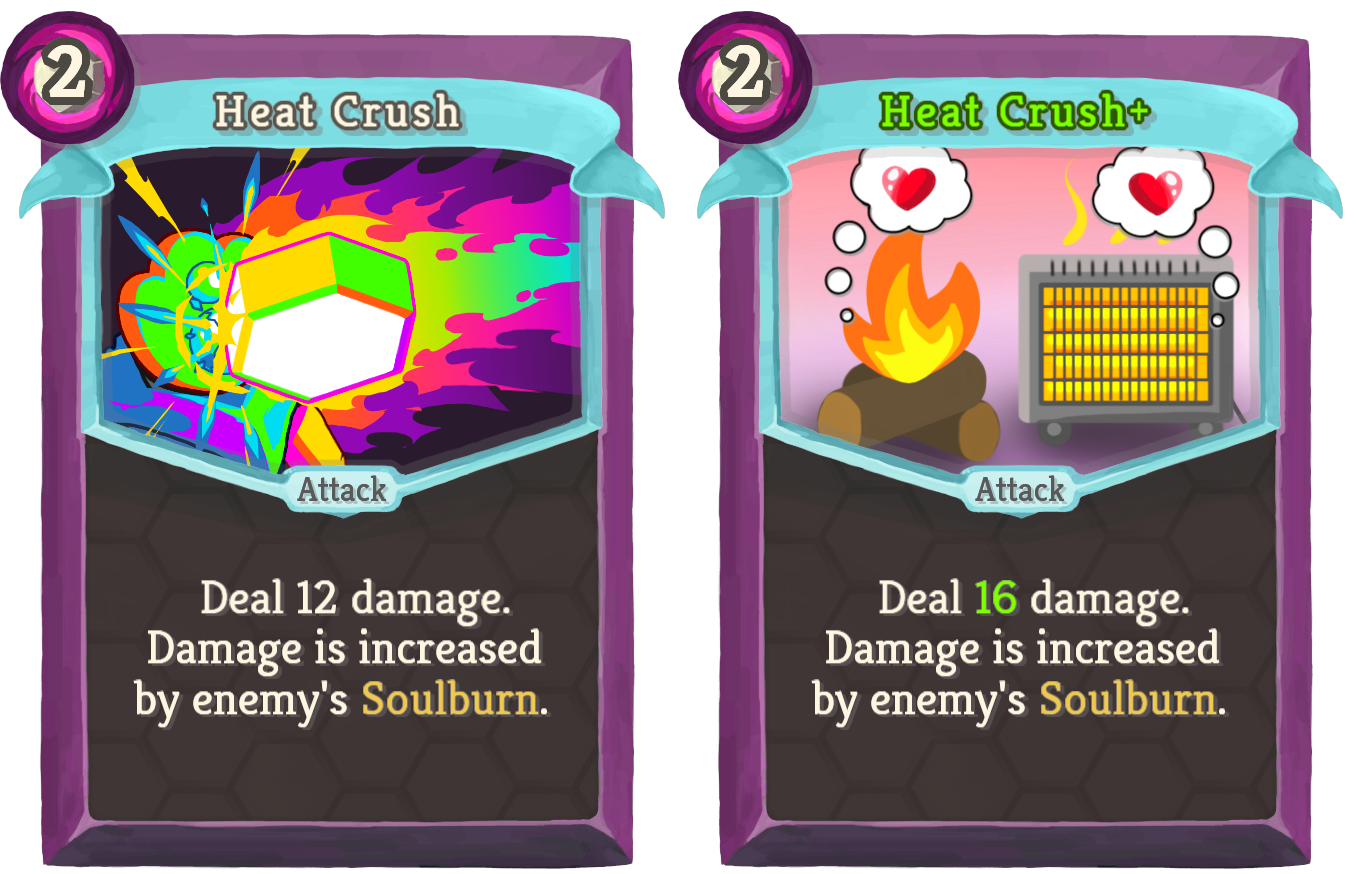 2
Heat Crush
Attack
Deal 12 damage.
Damage is increased
by enemy's Soulburn.
2
Heat Crush+
Attack
Deal 16 damage.
Damage is increased
by enemy's Soulburn.